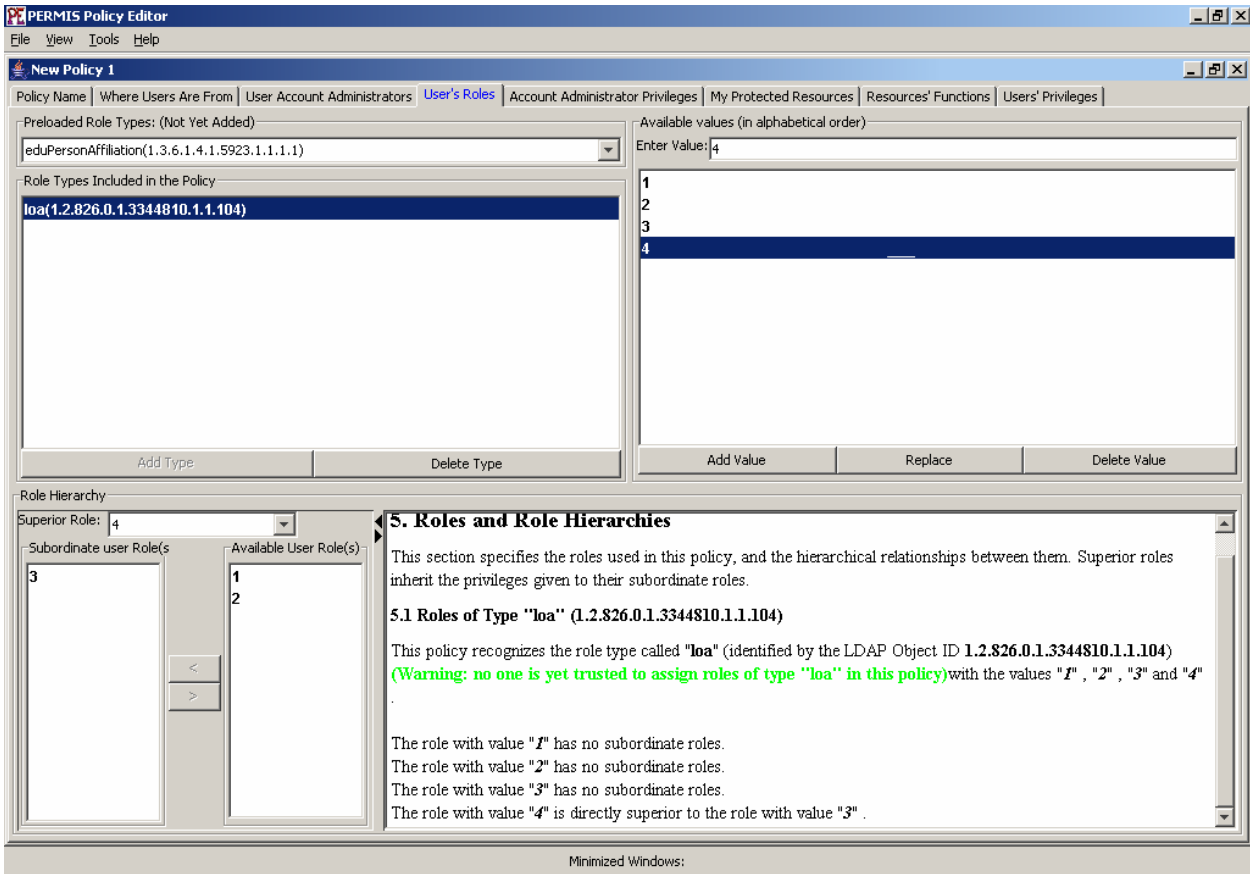 PERMIS Policy Editor
File View Tools Help
New Policy 1
Policy Name Where Users Are From User Account Administrators User's Roles Account Administrator Privileges My Protected Resources Resources' Functions Users' Privileges
Preloaded Role Types: (Not Yet Added)
eduPersonAffiliation(1.3.6.1.4.1.5923.1.1.1.1)
Role Types Included in the Policy
loa(1.2.826.0.1.3344810.1.1.104)
Add Type Delete Type
Available values (in alphabetical order)
Enter Value: 4
1
2
3
4
Add Value Replace Delete Value
Role Hierarchy
Superior Role: 4
Subordinate user Role(s
3
<
>
Available User Role(s)
1
2
5. Roles and Role Hierarchies
This section specifies the roles used in this policy, and the hierarchical relationships between them. Superior roles
inherit the privileges given to their subordinate roles.
5.1 Roles of Type "loa" (1.2.826.0.1.3344810.1.1.104)
This policy recognizes the role type called "loa" (identified by the LDAP Object ID 1.2.826.0.1.3344810.1.1.104)
(Warning: no one is yet trusted to assign roles of type "loa" in this policy)with the values "1" , "2" , "3" and "4"
.
The role with value "1" has no subordinate roles.
The role with value "2" has no subordinate roles.
The role with value "3" has no subordinate roles.
The role with value "4" is directly superior to the role with value "3" .
Minimized Windows: